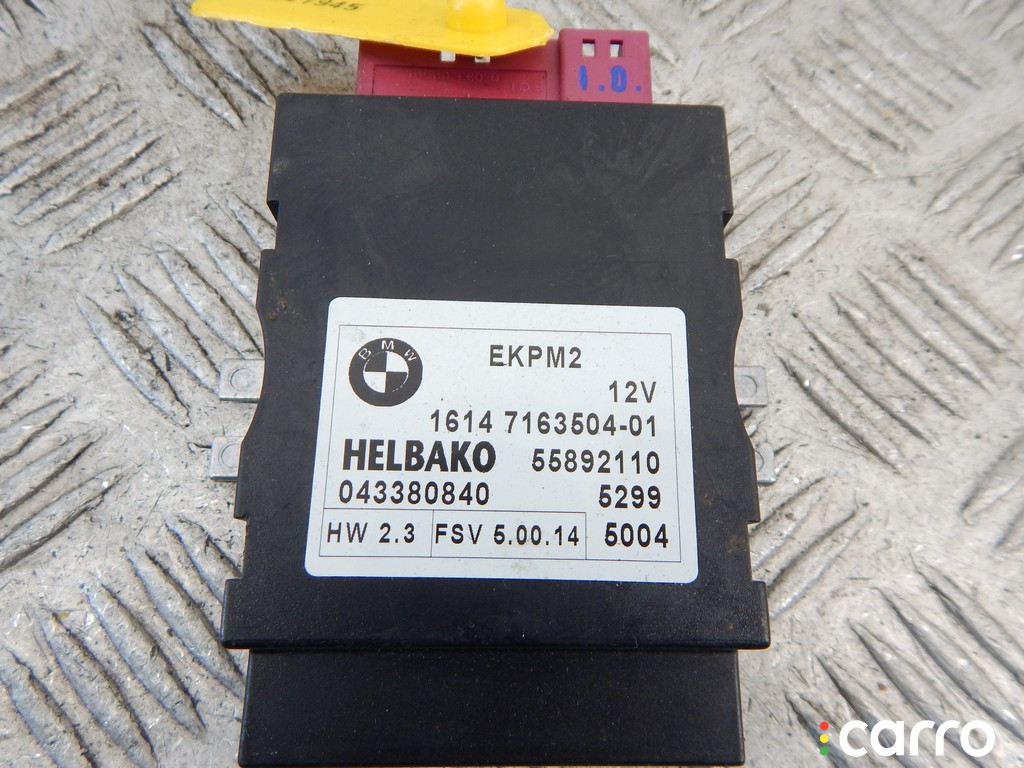 1945
I.O.
BMW
EKPM2
12V
1614 7163504-01
HELBAKO 55892110
043380840 5299
HW 2.3 FSV 5.00.14 5004
carro